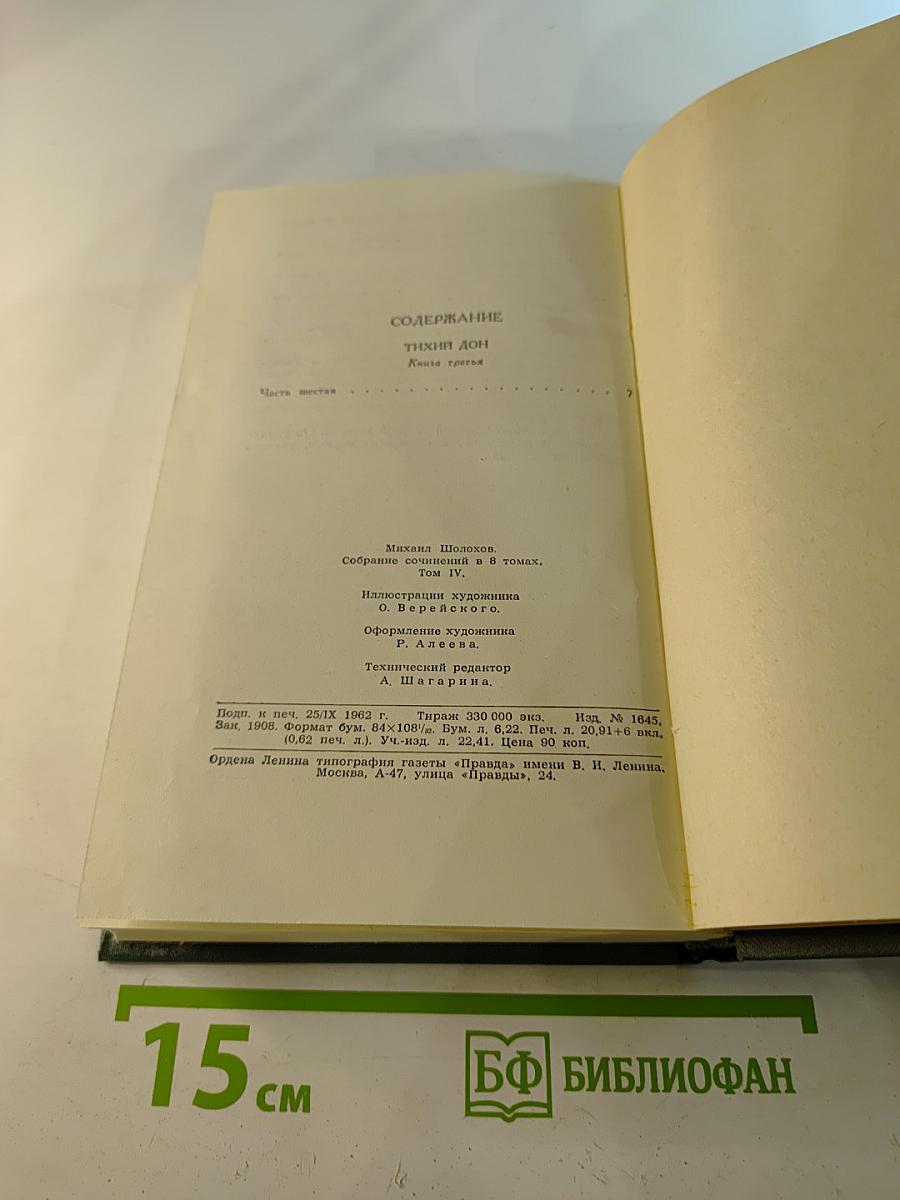 СОДЕРЖАНИЕ
ТИХИЙ ДОН
Книга третья
Часть шестая . . . . . . . . . . . . . . . . . . 7
Михаил Шолохов.
Собрание сочинений в 8 томах.
Том IV.
Иллюстрации художника
О. Верейского.
Оформление художника
Р. Алеева.
Технический редактор
А. Шагарина.
Подп. к печ. 25/IX 1962 г. Тираж 330 000 экз. Изд. № 1645.
Зак. 1908. Формат бум. 84×108¹/₃₂. Бум. л. 6,22. Печ. л. 20,91+6 вкл.
(0,62 печ. л.). Уч.-изд. л. 22,41. Цена 90 коп.
Ордена Ленина типография газеты «Правда» имени В. И. Ленина.
Москва, А-47, улица «Правды», 24.
15 см
БФ БИБЛИОФАН